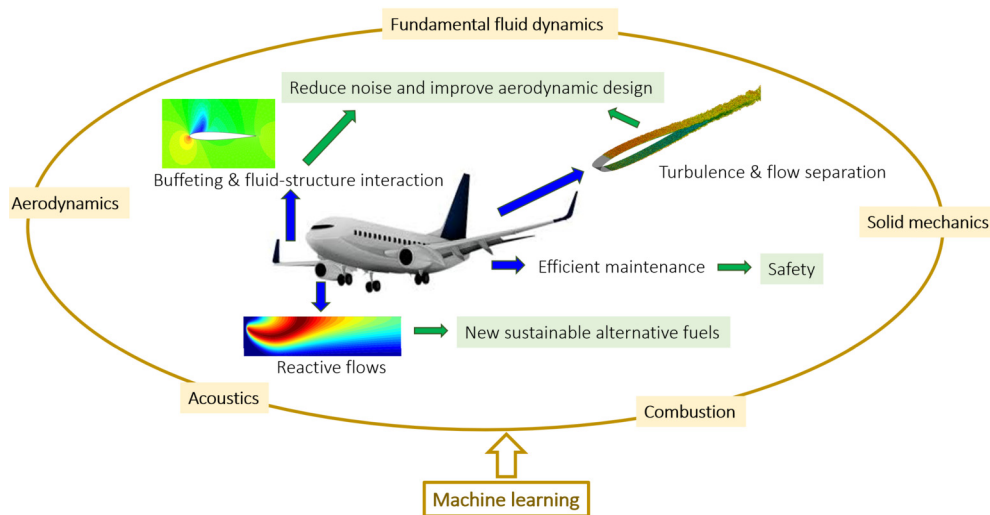 Fundamental fluid dynamics
Reduce noise and improve aerodynamic design
Buffeting & fluid-structure interaction
Turbulence & flow separation
Aerodynamics
Solid mechanics
Efficient maintenance
Safety
New sustainable alternative fuels
Reactive flows
Acoustics
Combustion
Machine learning